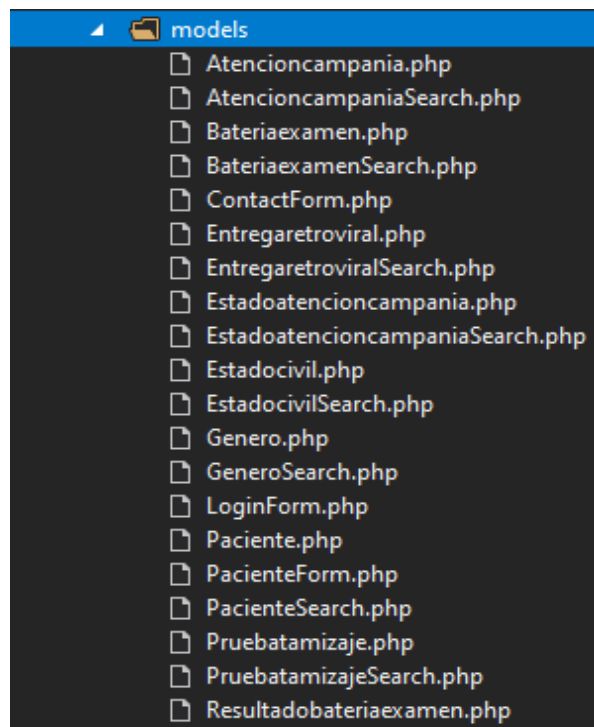 models
Atencioncampania.php
AtencioncampaniaSearch.php
Bateriaexamen.php
BateriaexamenSearch.php
ContactForm.php
Entregaretroviral.php
EntregaretroviralSearch.php
Estadoatencioncampania.php
EstadoatencioncampaniaSearch.php
Estadocivil.php
EstadocivilSearch.php
Genero.php
GeneroSearch.php
LoginForm.php
Paciente.php
PacienteForm.php
PacienteSearch.php
Pruebatamizaje.php
PruebatamizajeSearch.php
Resultadobateriaexamen.php